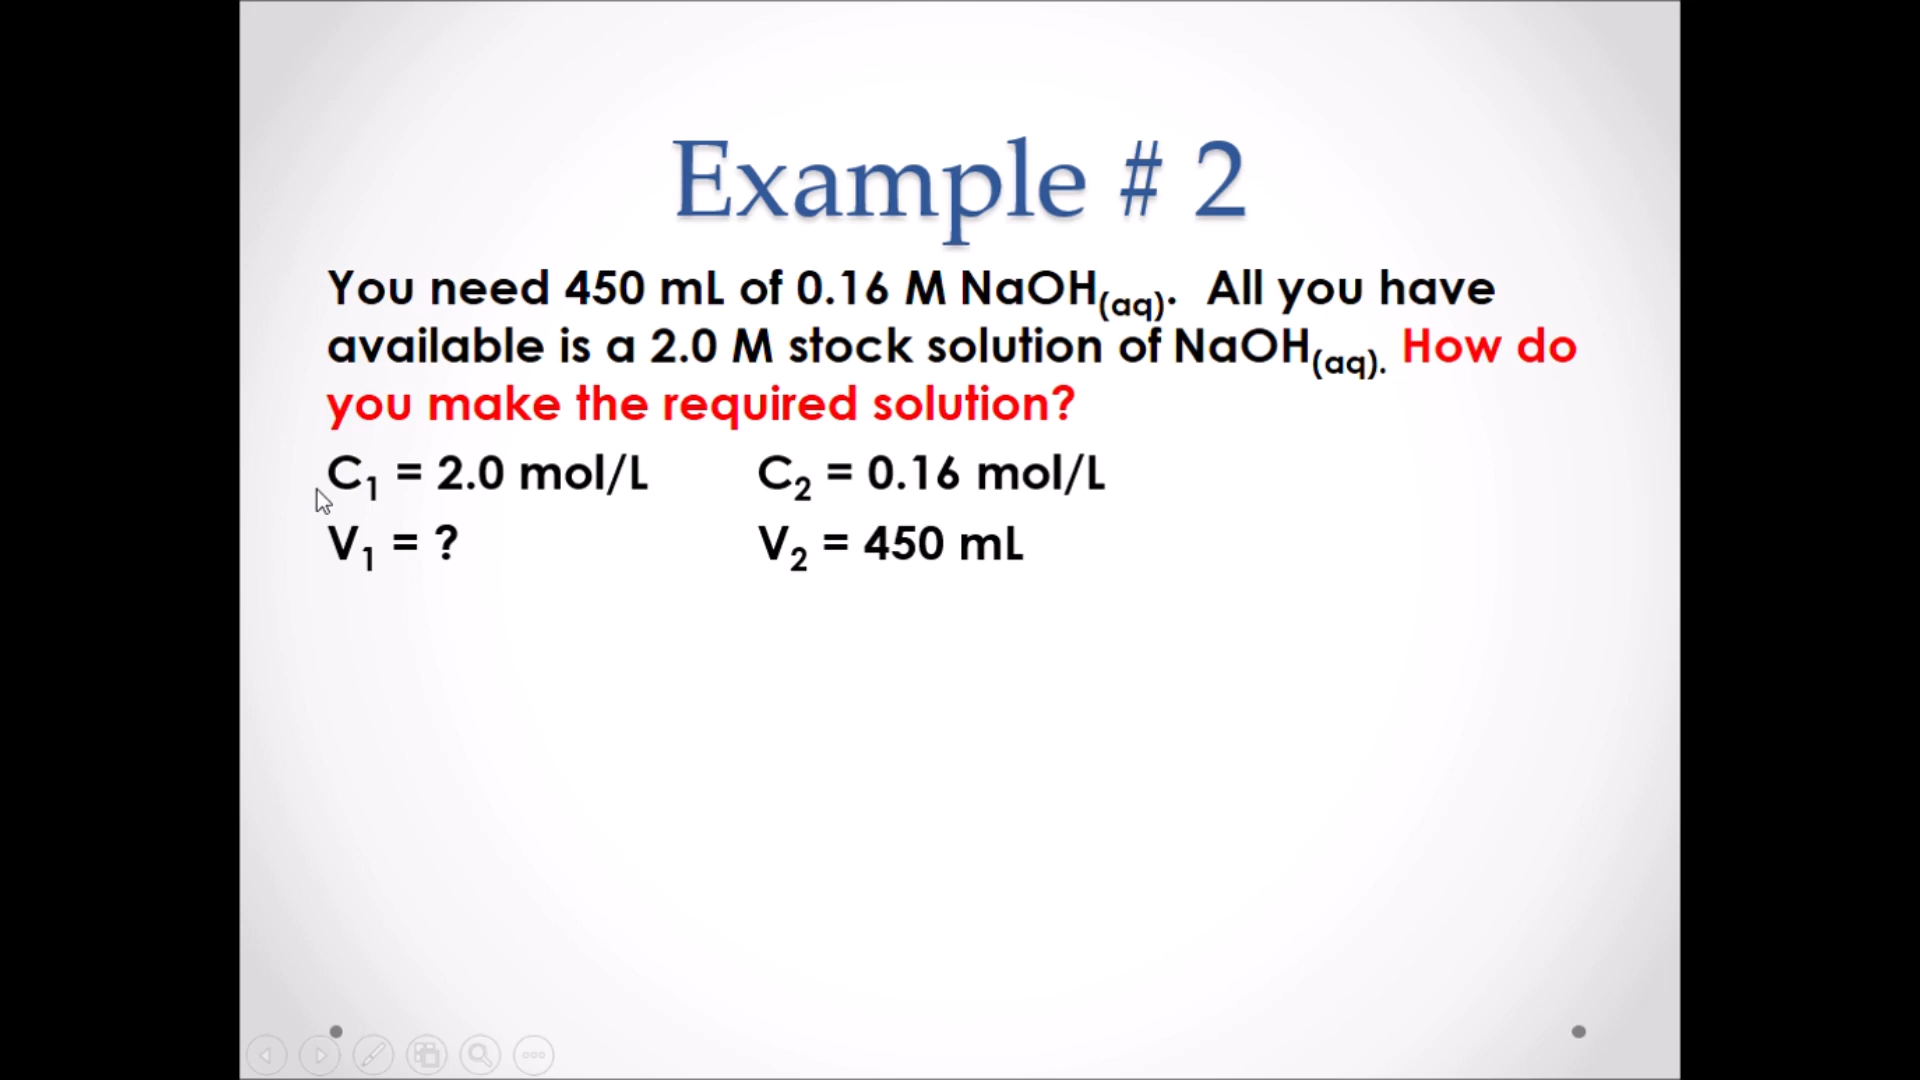 Example # 2
You need 450 mL of 0.16 M NaOH(aq). All you have
available is a 2.0 M stock solution of NaOH(aq). How do
you make the required solution?
C₁ = 2.0 mol/L C₂ = 0.16 mol/L
V₁ = ? V₂ = 450 mL